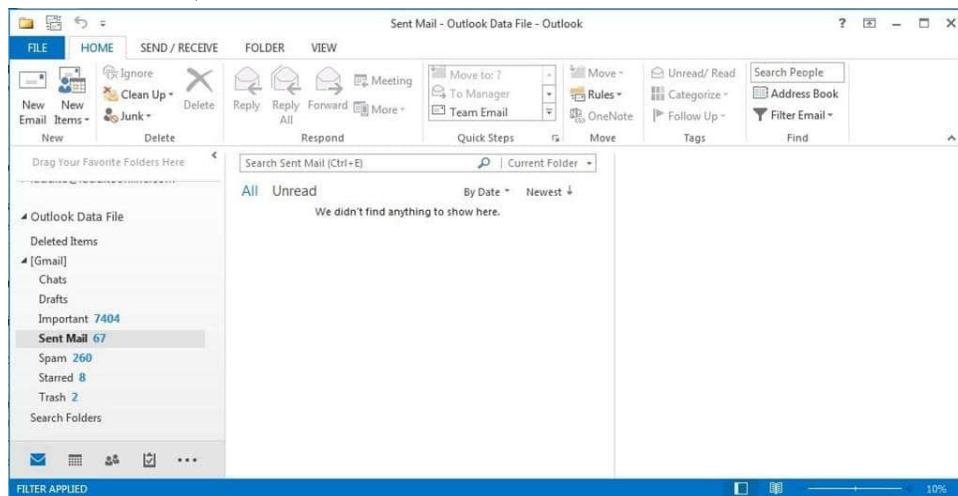 Sent Mail - Outlook Data File - Outlook
?
FILE HOME SEND / RECEIVE FOLDER VIEW
New Email
New Items
New
Ignore
Clean Up
Junk
Delete
Delete
Reply
Reply All
Forward
Meeting
More
Respond
Move to: ?
To Manager
Team Email
Quick Steps
Move
Rules
OneNote
Move
Unread/ Read
Categorize
Follow Up
Tags
Search People
Address Book
Filter Email
Find
Drag Your Favorite Folders Here
Outlook Data File
Deleted Items
[Gmail]
Chats
Drafts
Important 7404
Sent Mail 67
Spam 260
Starred 8
Trash 2
Search Folders
Search Sent Mail (Ctrl+E) Current Folder
All Unread By Date Newest
We didn't find anything to show here.
FILTER APPLIED
10%